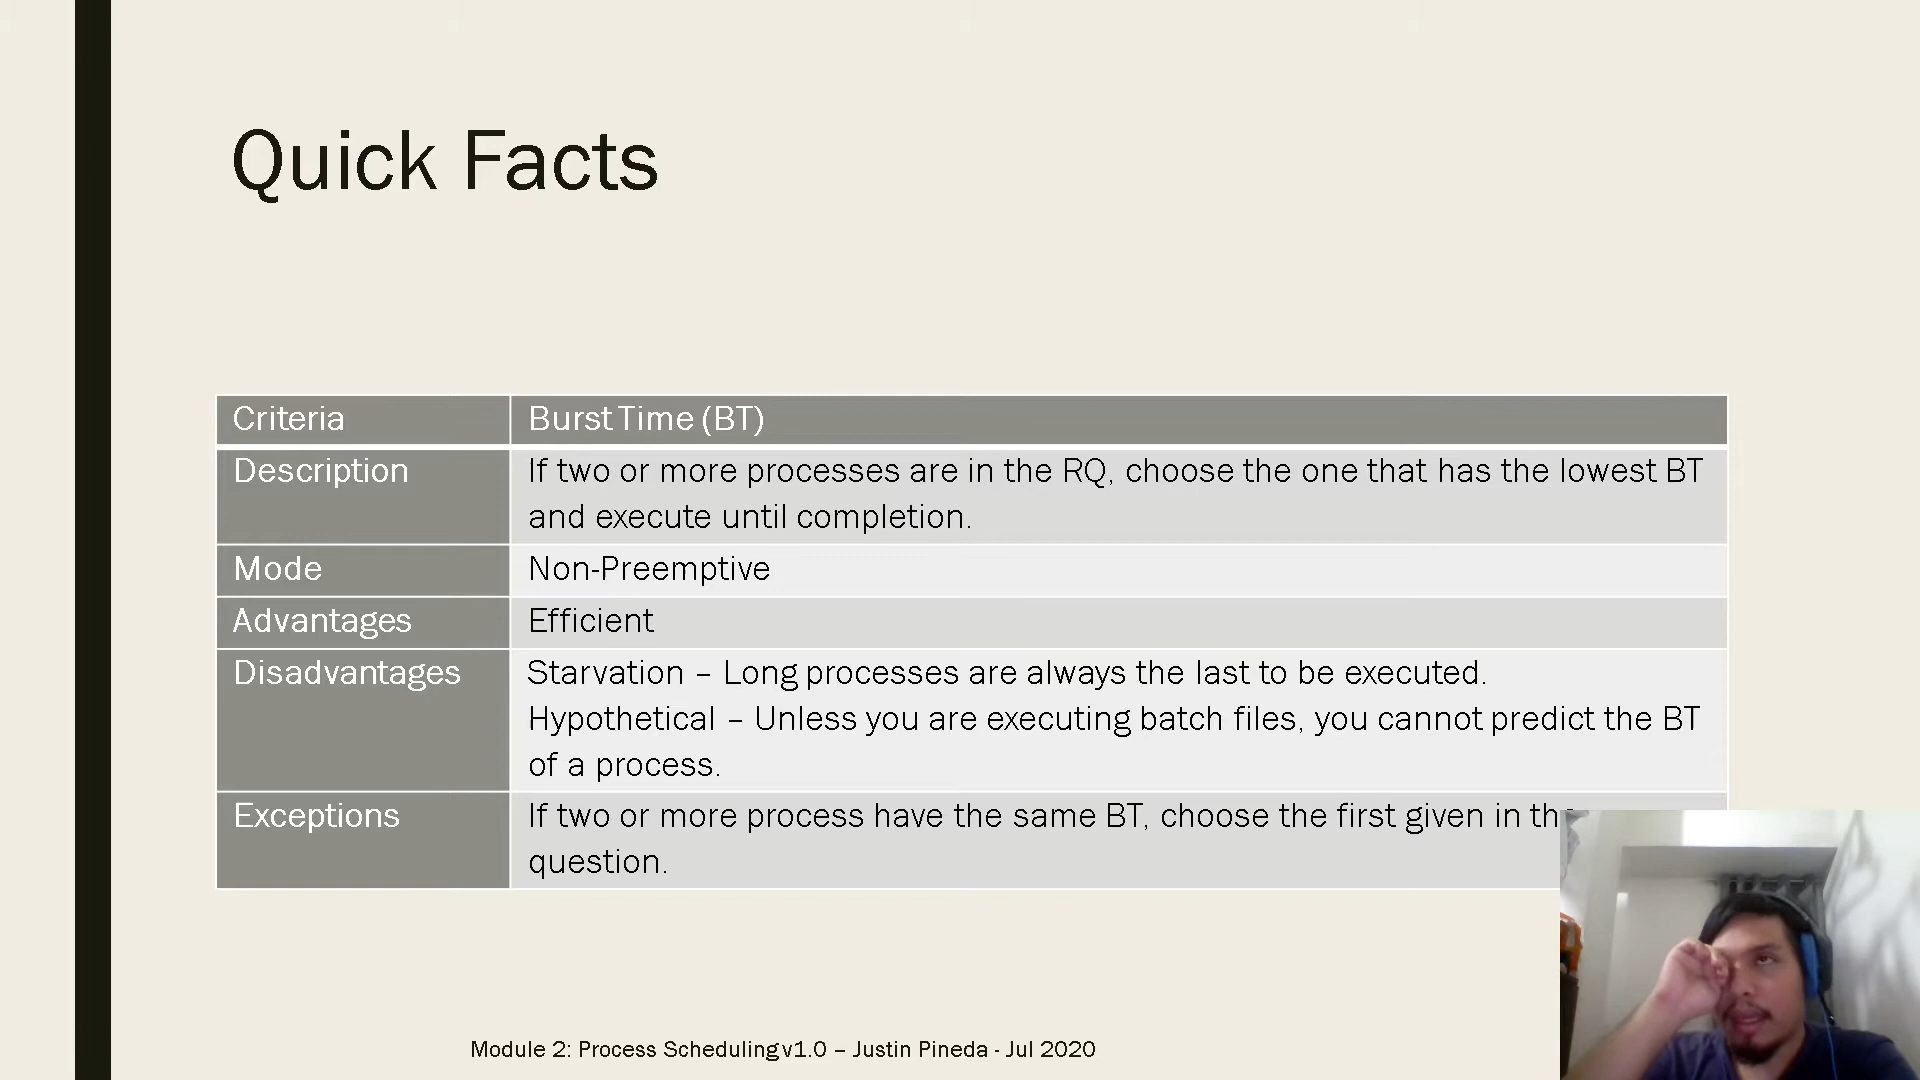 Quick Facts
Criteria
Burst Time (BT)
Description
If two or more processes are in the RQ, choose the one that has the lowest BT
and execute until completion.
Mode
Non-Preemptive
Advantages
Efficient
Disadvantages
Starvation – Long processes are always the last to be executed.
Hypothetical – Unless you are executing batch files, you cannot predict the BT
of a process.
Exceptions
If two or more process have the same BT, choose the first given in the
question.
Module 2: Process Scheduling v1.0 – Justin Pineda - Jul 2020